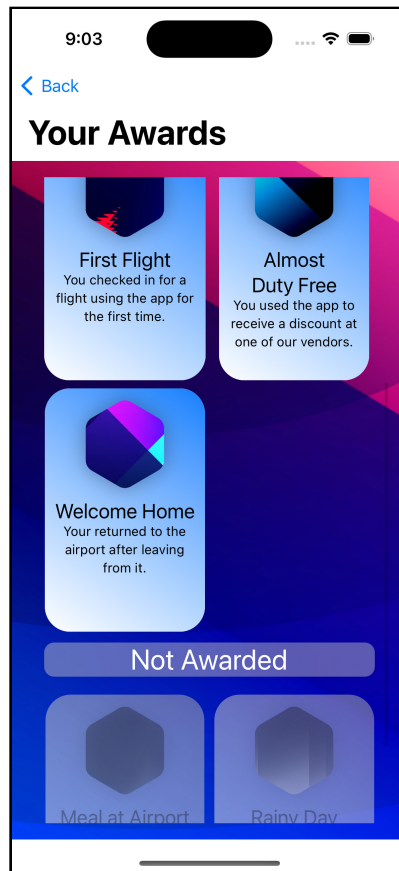 9:03
Back
Your Awards
First Flight
You checked in for a
flight using the app for
the first time.
Almost
Duty Free
You used the app to
receive a discount at
one of our vendors.
Welcome Home
Your returned to the
airport after leaving
from it.
Not Awarded
Meal at Airport
Rainy Day